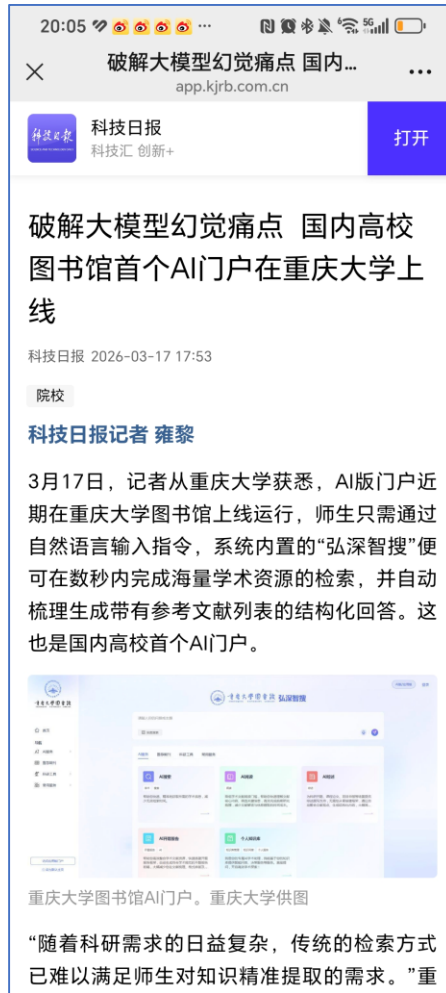 20:05
5G
破解大模型幻觉痛点 国内...
app.kjrb.com.cn
科技日报
科技日报
科技汇 创新+
打开
破解大模型幻觉痛点 国内高校
图书馆首个AI门户在重庆大学上
线
科技日报 2026-03-17 17:53
院校
科技日报记者 雍黎
3月17日，记者从重庆大学获悉，AI版门户近
期在重庆大学图书馆上线运行，师生只需通过
自然语言输入指令，系统内置的“弘深智搜”便
可在数秒内完成海量学术资源的检索，并自动
梳理生成带有参考文献列表的结构化回答。这
也是国内高校首个AI门户。
重庆大学图书馆 弘深智搜
重庆大学图书馆AI门户。重庆大学供图
“随着科研需求的日益复杂，传统的检索方式
已难以满足师生对知识精准提取的需求。”重